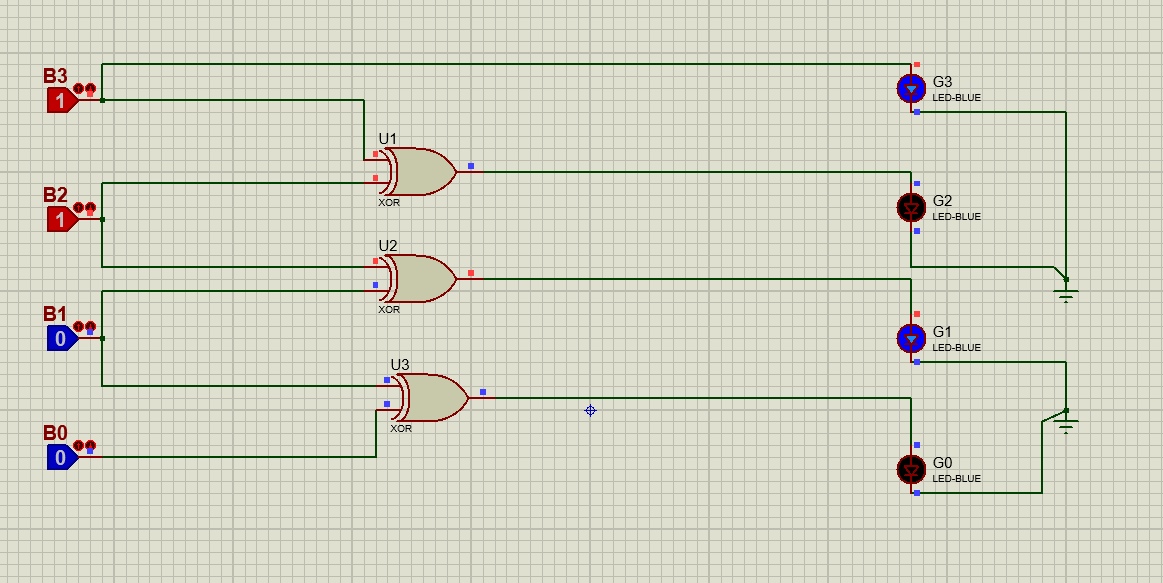 B3
1
G3
LED-BLUE
U1
XOR
B2
1
G2
LED-BLUE
U2
XOR
B1
0
G1
LED-BLUE
U3
XOR
B0
0
G0
LED-BLUE